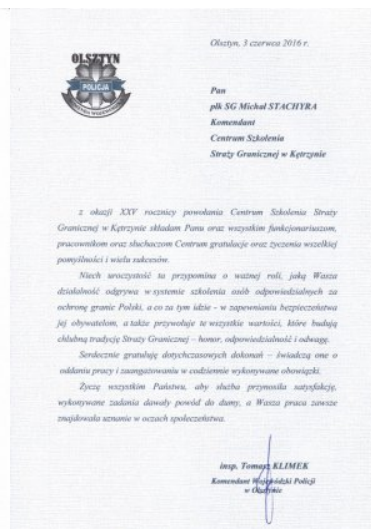 Olsztyn, 3 czerwca 2016 r.
OLSZTYN
POLICJA
Pan
płk SG Michał STACHYRA
Komendant
Centrum Szkolenia
Straży Granicznej w Kętrzynie
z okazji XXV rocznicy powołania Centrum Szkolenia Straży
Granicznej w Kętrzynie składam Panu oraz wszystkim funkcjonariuszom,
pracownikom oraz słuchaczom Centrum gratulacje oraz życzenia wszelkiej
pomyślności i wielu sukcesów.
Niech uroczystość ta przypomina o ważnej roli, jaką Wasza
działalność odgrywa w systemie szkolenia osób odpowiedzialnych za
ochronę granic Polski, a co za tym idzie - w zapewnianiu bezpieczeństwa
jej obywatelom, a także przywołuje te wszystkie wartości, które budują
chlubną tradycję Straży Granicznej – honor, odpowiedzialność i odwagę.
Serdecznie gratuluję dotychczasowych dokonań – świadczą one o
oddaniu pracy i zaangażowaniu w codziennie wykonywane obowiązki.
Życzę wszystkim Państwu, aby służba przynosiła satysfakcję,
wykonywane zadania dawały powód do dumy, a Wasza praca zawsze
znajdowała uznanie w oczach społeczeństwa.
insp. Tomasz KLIMEK
Komendant Wojewódzki Policji
w Olsztynie